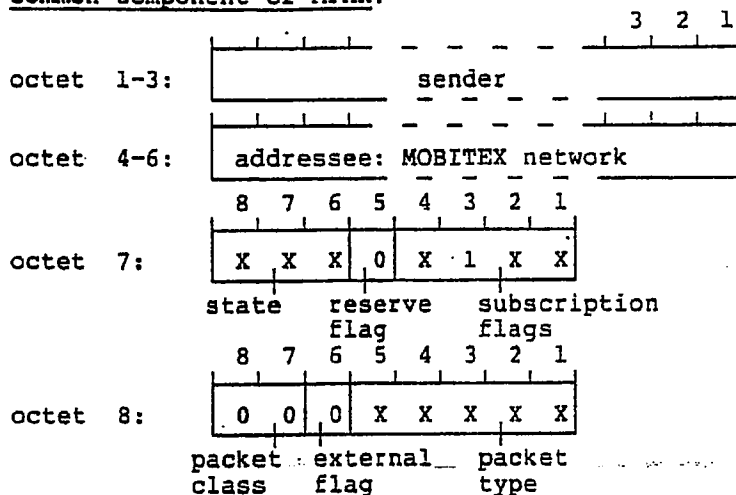 component of
3 2 1
octet 1-3: sender
octet 4-6: addressee: MOBITEX network
8 7 6 5 4 3 2 1
octet 7: X X X 0 X 1 X X
state reserve subscription
flag flags
8 7 6 5 4 3 2 1
octet 8: 0 0 0 X X X X X
packet external packet
class flag type